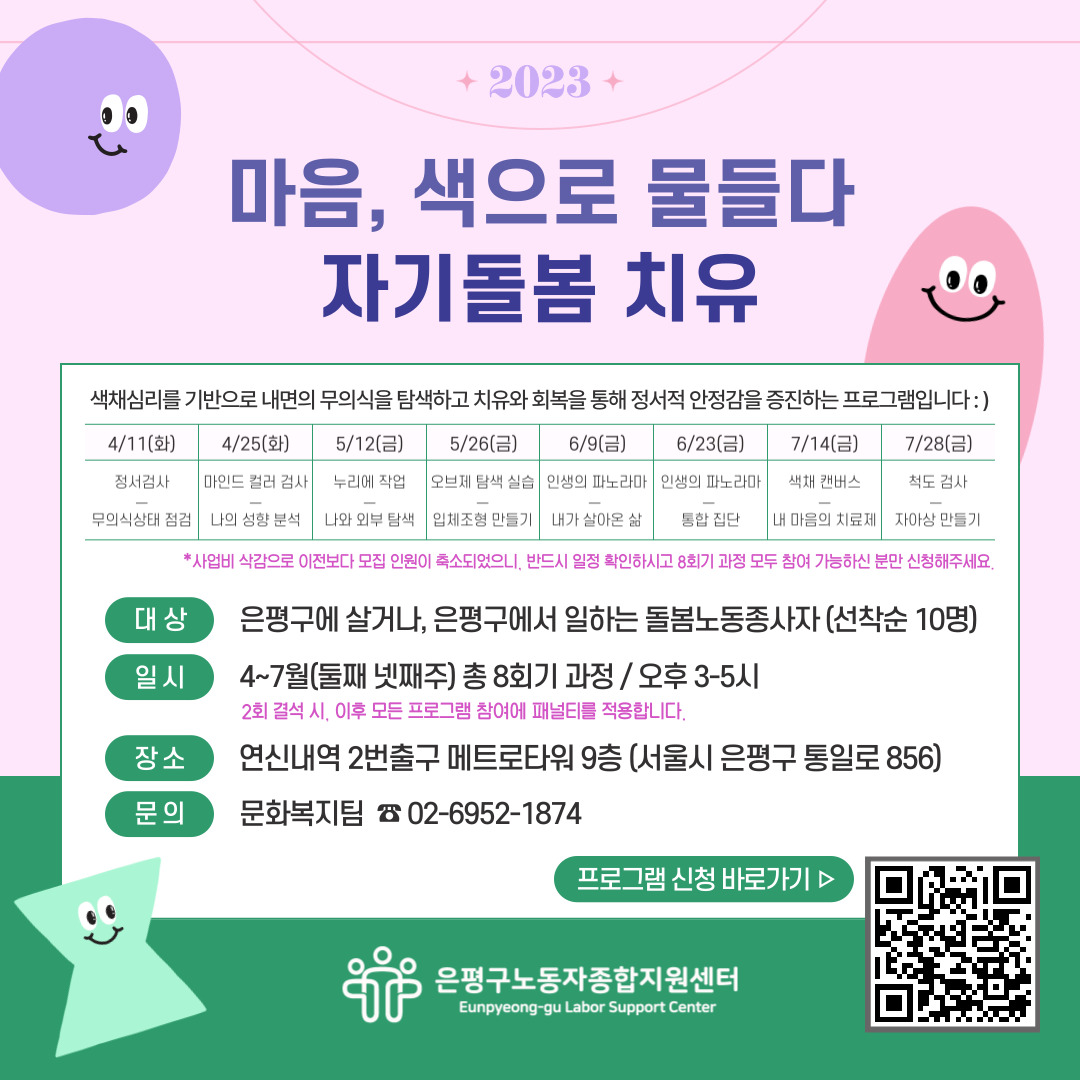 2023
마음, 색으로 물들다
자기돌봄 치유
색채심리를 기반으로 내면의 무의식을 탐색하고 치유와 회복을 통해 정서적 안정감을 증진하는 프로그램입니다 : )
4/11(화) 4/25(화) 5/12(금) 5/26(금) 6/9(금) 6/23(금) 7/14(금) 7/28(금)
정서검사 마인드 컬러 검사 누리에 작업 오브제 탐색 실습 인생의 파노라마 인생의 파노라마 색채 캔버스 척도 검사
— — — — — — — —
무의식상태 점검 나의 성향 분석 나와 외부 탐색 입체조형 만들기 내가 살아온 삶 통합 집단 내 마음의 치료제 자아상 만들기
*사업비 삭감으로 이전보다 모집 인원이 축소되었으니, 반드시 일정 확인하시고 8회기 과정 모두 참여 가능하신 분만 신청해주세요.
대상 은평구에 살거나, 은평구에서 일하는 돌봄노동종사자 (선착순 10명)
일시 4~7월(둘째 넷째주) 총 8회기 과정 / 오후 3-5시
2회 결석 시, 이후 모든 프로그램 참여에 패널티를 적용합니다.
장소 연신내역 2번출구 메트로타워 9층 (서울시 은평구 통일로 856)
문의 문화복지팀 ☎ 02-6952-1874
프로그램 신청 바로가기 ▷
은평구노동자종합지원센터
Eunpyeong-gu Labor Support Center